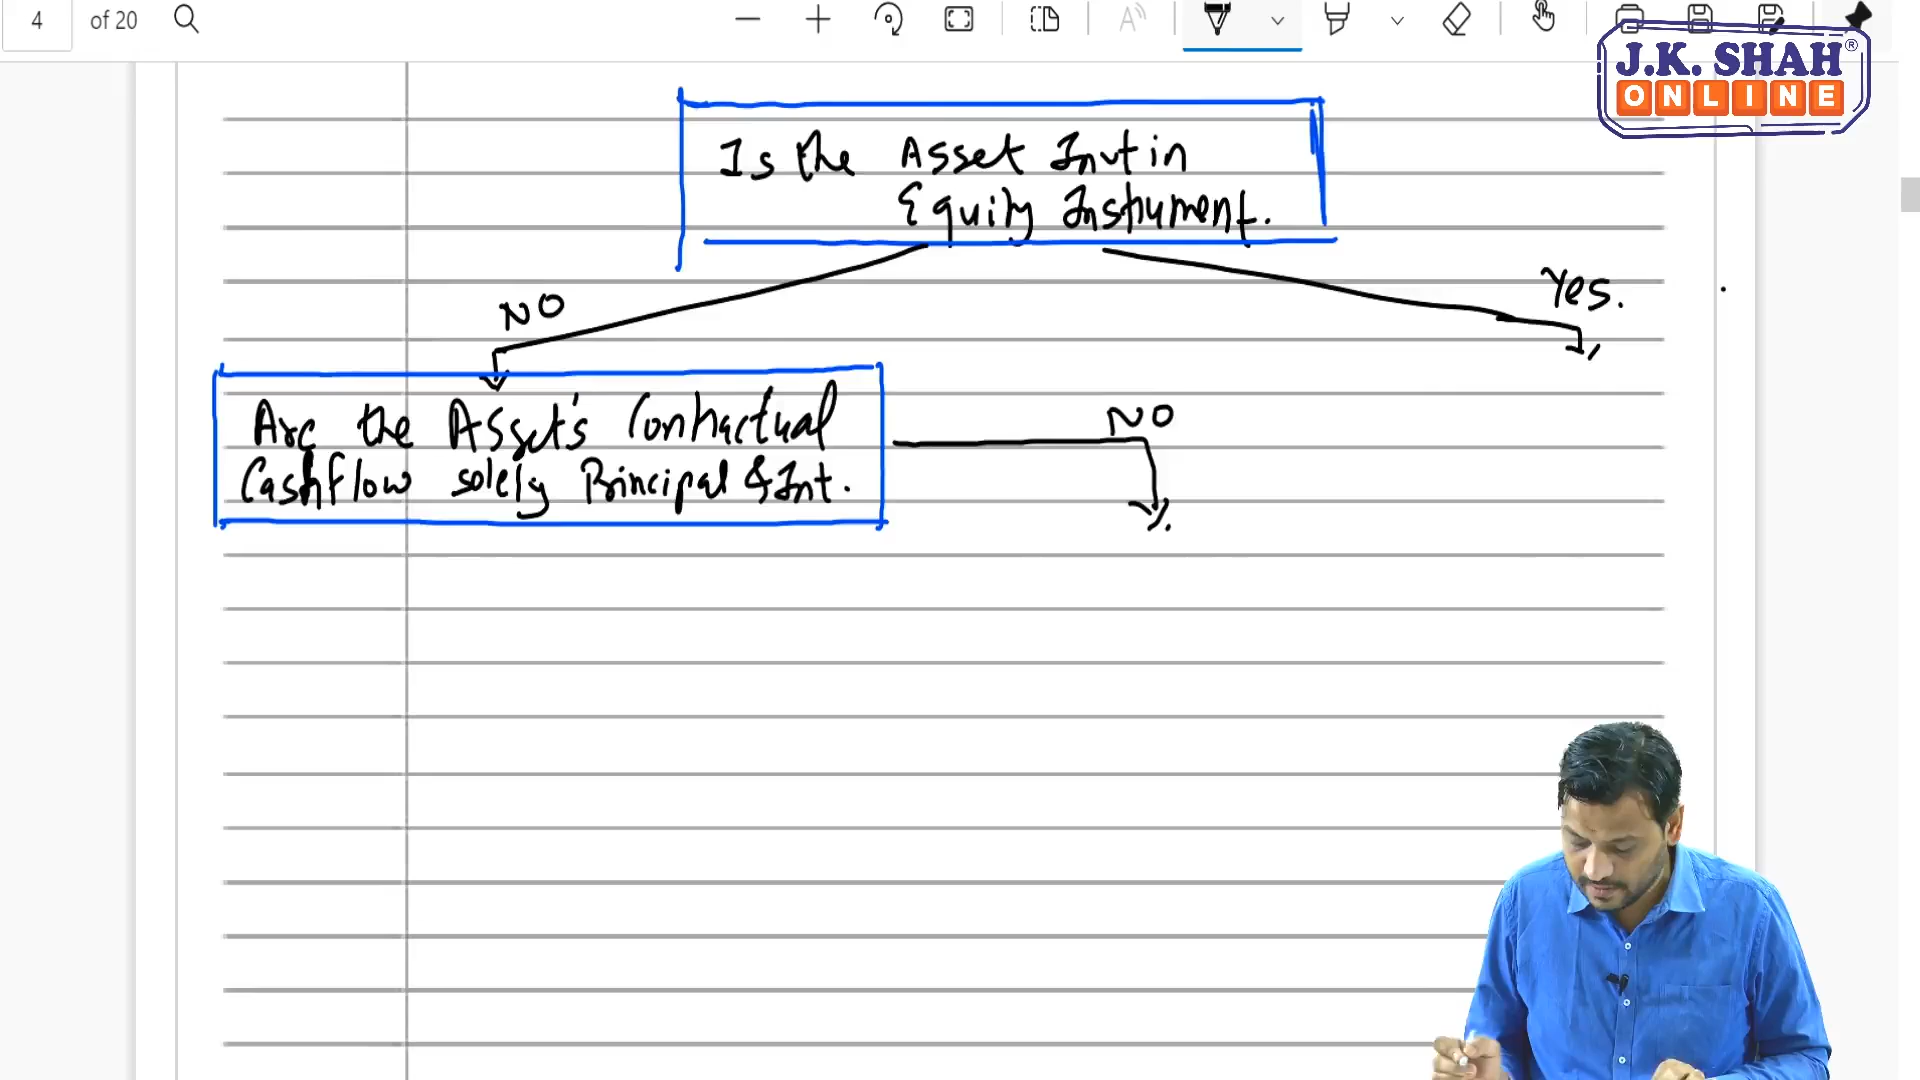 4 of 20
J.K. SHAH®
ONLINE
Is the Asset Invt in
Equity Instrument.
NO
Yes.
Are the Asset's Contractual
Cashflow solely Principal & Int.
NO